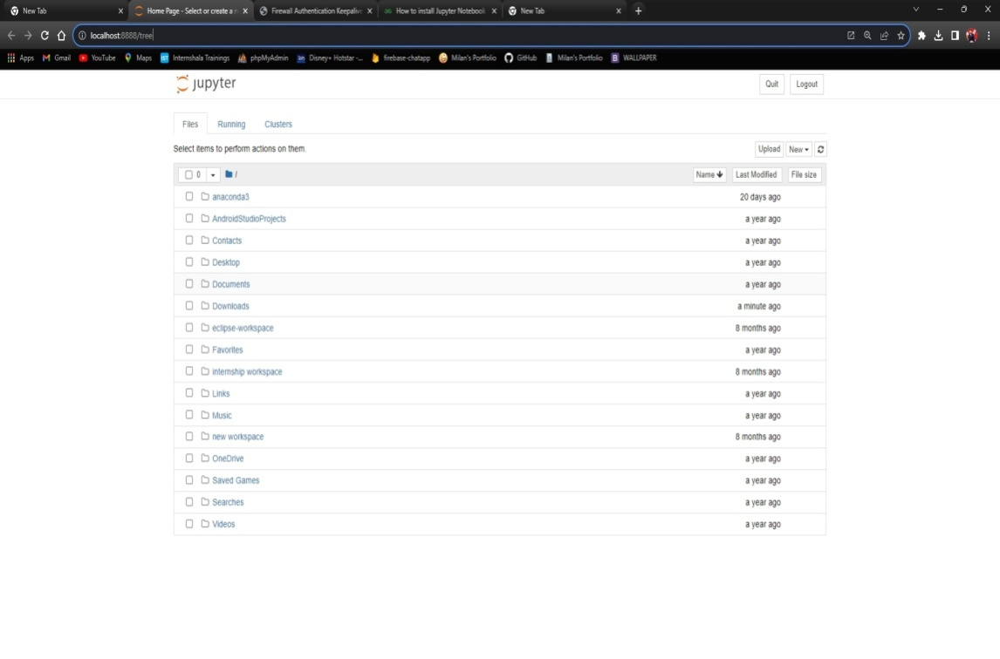 New Tab Home Page - Select or create a n Firewall Authentication Keepaliv How to install Jupyter Notebook New Tab
localhost:8888/tree
Apps Gmail YouTube Maps Internshala Trainings phpMyAdmin Disney+ Hotstar -... firebase-chatapp Milan's Portfolio GitHub Milan's Portfolio WALLPAPER
jupyter Quit Logout
Files Running Clusters
Select items to perform actions on them. Upload New
0 / Name Last Modified File size
anaconda3 20 days ago
AndroidStudioProjects a year ago
Contacts a year ago
Desktop a year ago
Documents a year ago
Downloads a minute ago
eclipse-workspace 8 months ago
Favorites a year ago
internship workspace 8 months ago
Links a year ago
Music a year ago
new workspace 8 months ago
OneDrive a year ago
Saved Games a year ago
Searches a year ago
Videos a year ago